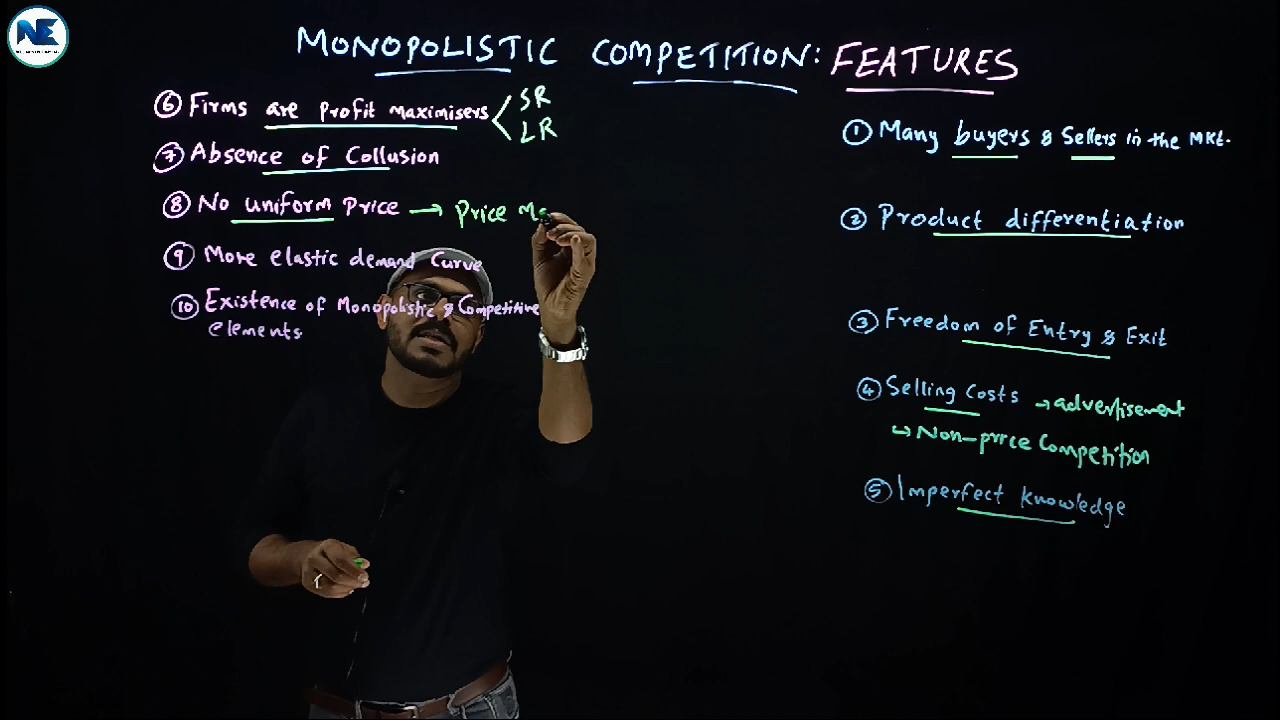 NE
MONOPOLISTIC COMPETITION: FEATURES
⑥ Firms are profit maximisers < SR
LR
⑦ Absence of Collusion
⑧ No uniform Price → Price
⑨ More elastic demand Curve
⑩ Existence of Monopolistic & Competitive
elements
① Many buyers & Sellers in the MKt.
② Product differentiation
③ Freedom of Entry & Exit
④ Selling Costs → advertisement
↳ Non-price Competition
⑤ Imperfect knowledge